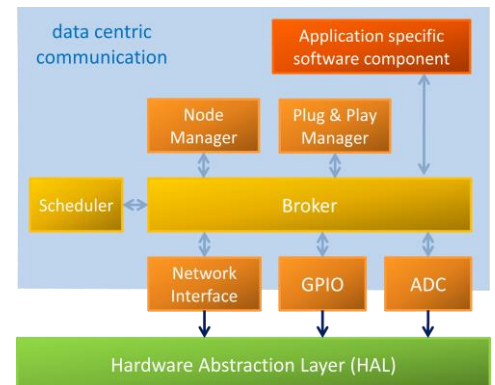 data centric
communication
Application specific
software component
Node
Manager
Plug & Play
Manager
Scheduler
Broker
Network
Interface
GPIO
ADC
Hardware Abstraction Layer (HAL)